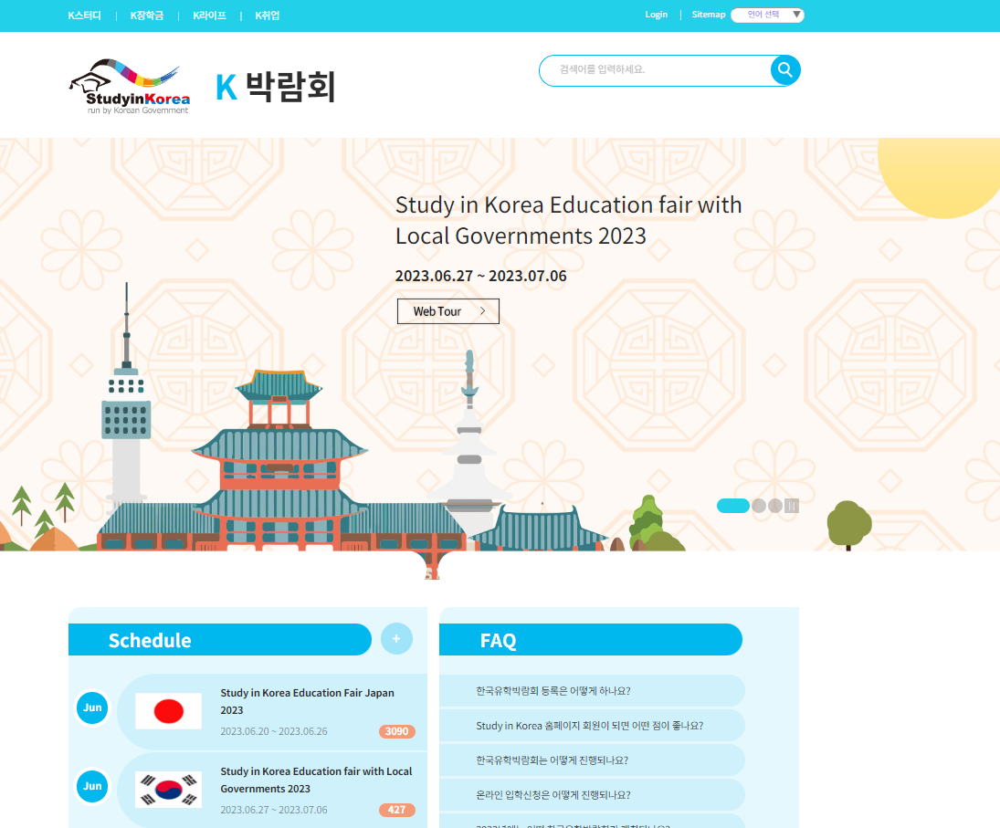 K스터디
K장학금
K라이프
K취업
Login
Sitemap
언어 선택
StudyinKorea
run by Korean Government
K 박람회
검색어를 입력하세요.
Study in Korea Education fair with
Local Governments 2023
2023.06.27 ~ 2023.07.06
Web Tour
Schedule
+
Jun
Study in Korea Education Fair Japan
2023
2023.06.20 ~ 2023.06.26
3090
Jun
Study in Korea Education fair with Local
Governments 2023
2023.06.27 ~ 2023.07.06
427
FAQ
한국유학박람회 등록은 어떻게 하나요?
Study in Korea 홈페이지 회원이 되면 어떤 점이 좋나요?
한국유학박람회는 어떻게 진행되나요?
온라인 입학신청은 어떻게 진행되나요?